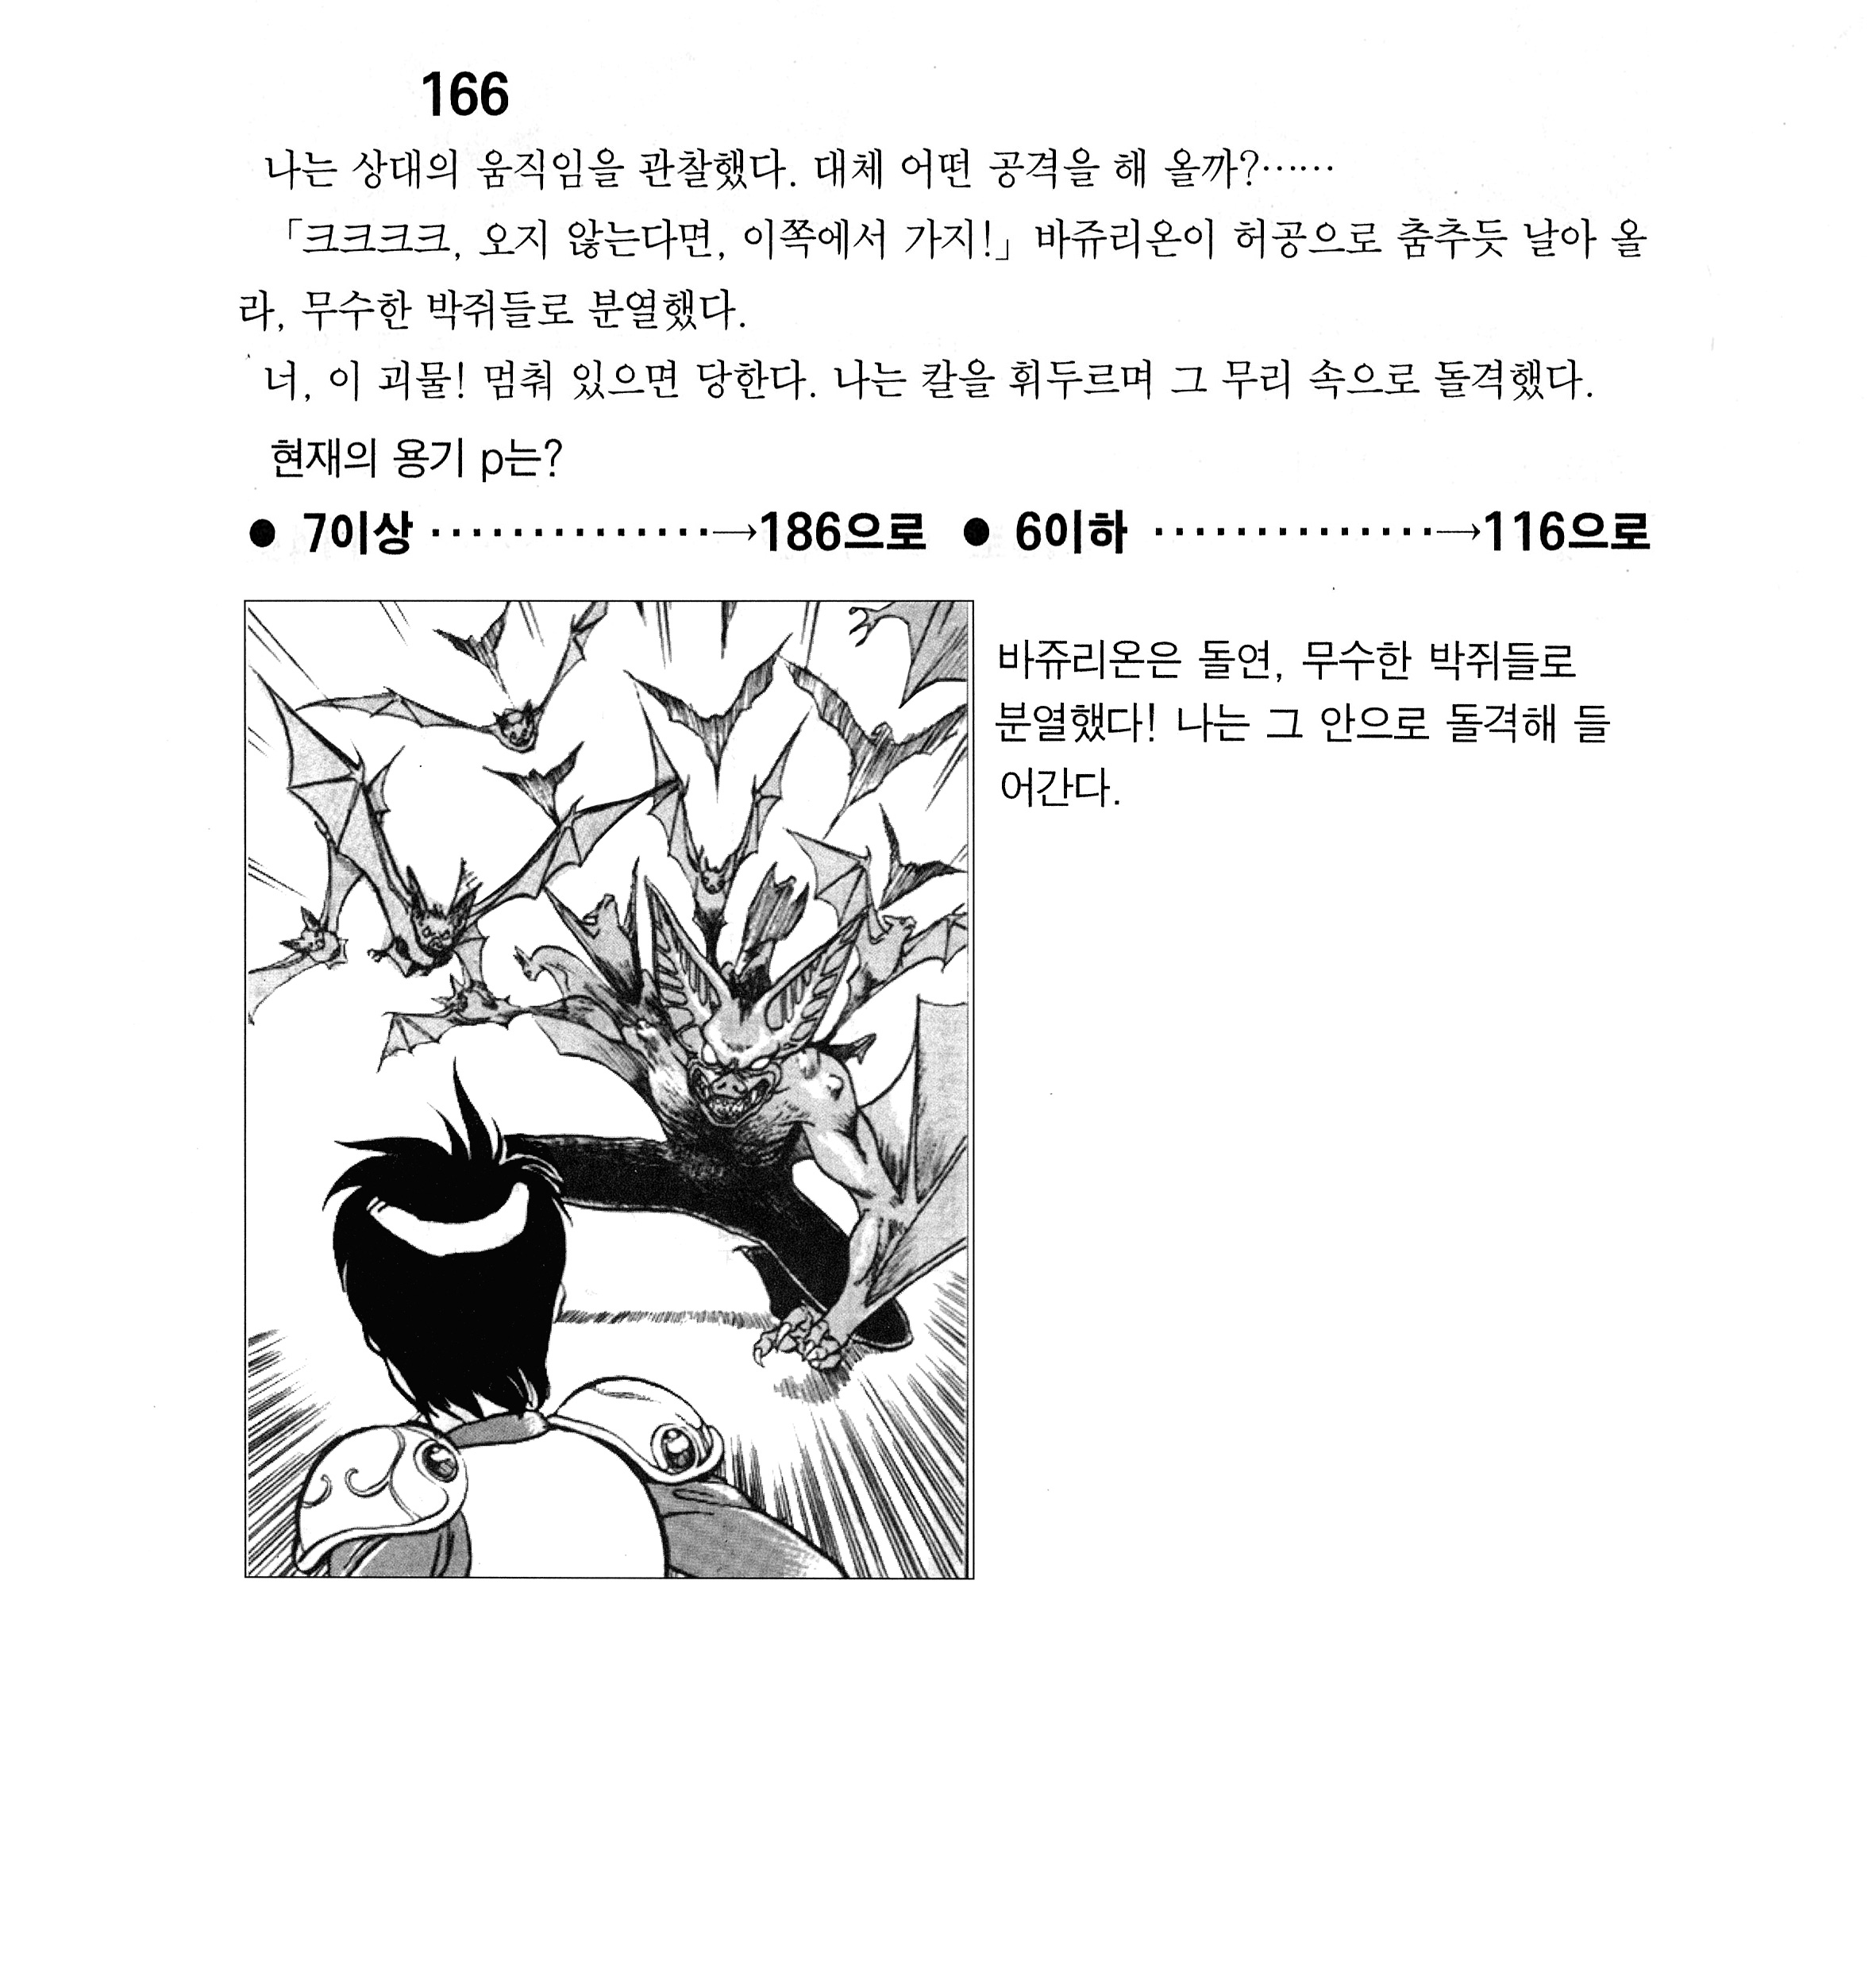 166
나는 상대의 움직임을 관찰했다. 대체 어떤 공격을 해 올까?……
「크크크크, 오지 않는다면, 이쪽에서 가지!」 바쥬리온이 허공으로 춤추듯 날아 올
라, 무수한 박쥐들로 분열했다.
너, 이 괴물! 멈춰 있으면 당한다. 나는 칼을 휘두르며 그 무리 속으로 돌격했다.
현재의 용기 p는?
● 7이상 ··············→186으로 ● 6이하 ··············→116으로
바쥬리온은 돌연, 무수한 박쥐들로
분열했다! 나는 그 안으로 돌격해 들
어간다.